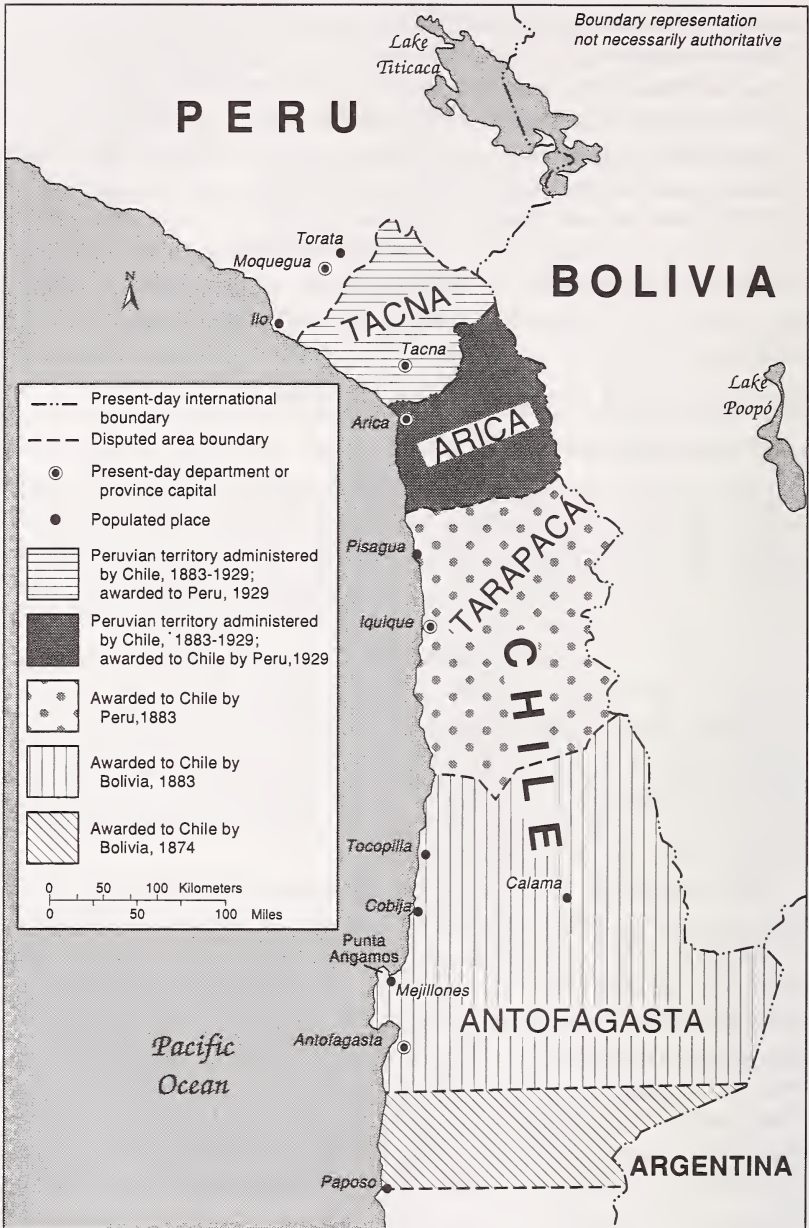 Boundary representation
not necessarily authoritative
Lake
Titicaca
PERU
Torata
Moquegua
BOLIVIA
N
TACNA
Ilo
Tacna
Lake
Poopó
Present-day international
boundary
Disputed area boundary
Present-day department or
province capital
Populated place
Peruvian territory administered
by Chile, 1883-1929;
awarded to Peru, 1929
Peruvian territory administered
by Chile, 1883-1929;
awarded to Chile by Peru,1929
Awarded to Chile by
Peru,1883
Awarded to Chile by
Bolivia, 1883
Awarded to Chile by
Bolivia, 1874
0 50 100 Kilometers
0 50 100 Miles
Arica
ARICA
Pisagua
TARAPACÁ
Iquique
CHILE
Tocopilla
Calama
Cobija
Punta
Angamos
Mejillones
ANTOFAGASTA
Antofagasta
Pacific
Ocean
ARGENTINA
Paposo